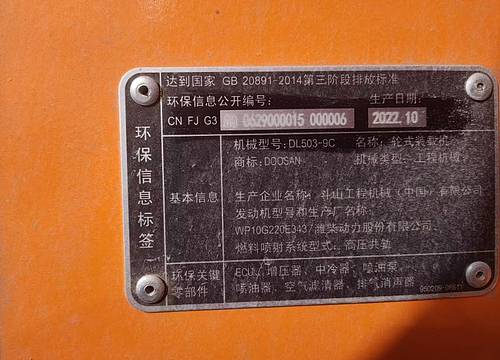 达到国家 GB 20891-2014第三阶段排放标准
环保信息公开编号:
生产日期:
CN FJ G3 0629000015 000006
2022.10
环保信息标签
机械型号: DL503-9C 名称: 轮式装载机
商标: DOOSAN 机械类型: 工程机械
基本信息
生产企业名称: 斗山工程机械（中国）有限公司
发动机型号和生产厂名称:
WP10G220E343/潍柴动力股份有限公司
燃料喷射系统型式: 高压共轨
环保关键
零部件
ECU、增压器、中冷器、喷油泵、
喷油器、空气滤清器、排气消声器